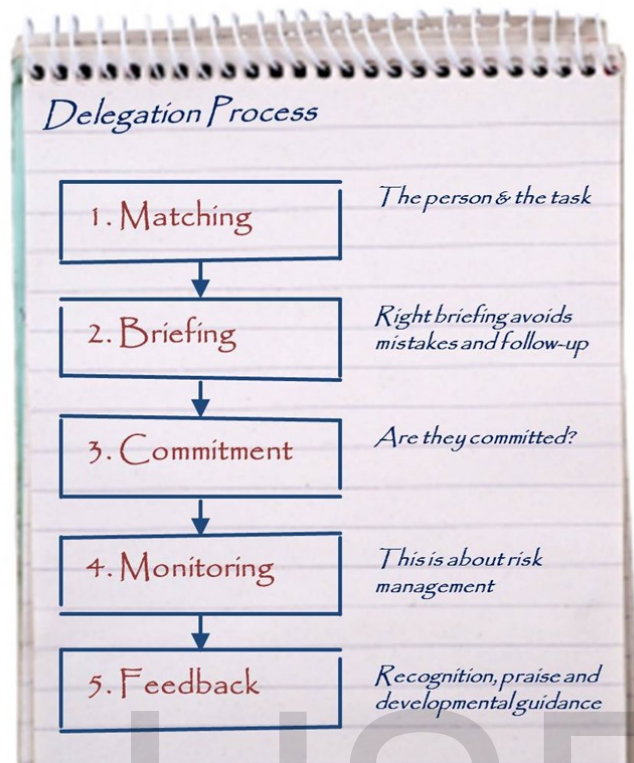 Delegation Process
1. Matching
The person & the task
2. Briefing
Right briefing avoids
mistakes and follow-up
3. Commitment
Are they committed?
4. Monitoring
This is about risk
management
5. Feedback
Recognition, praise and
developmental guidance